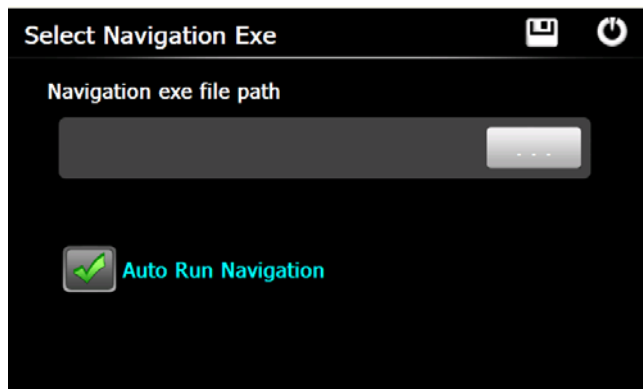 Select Navigation Exe
Navigation exe file path
...
Auto Run Navigation